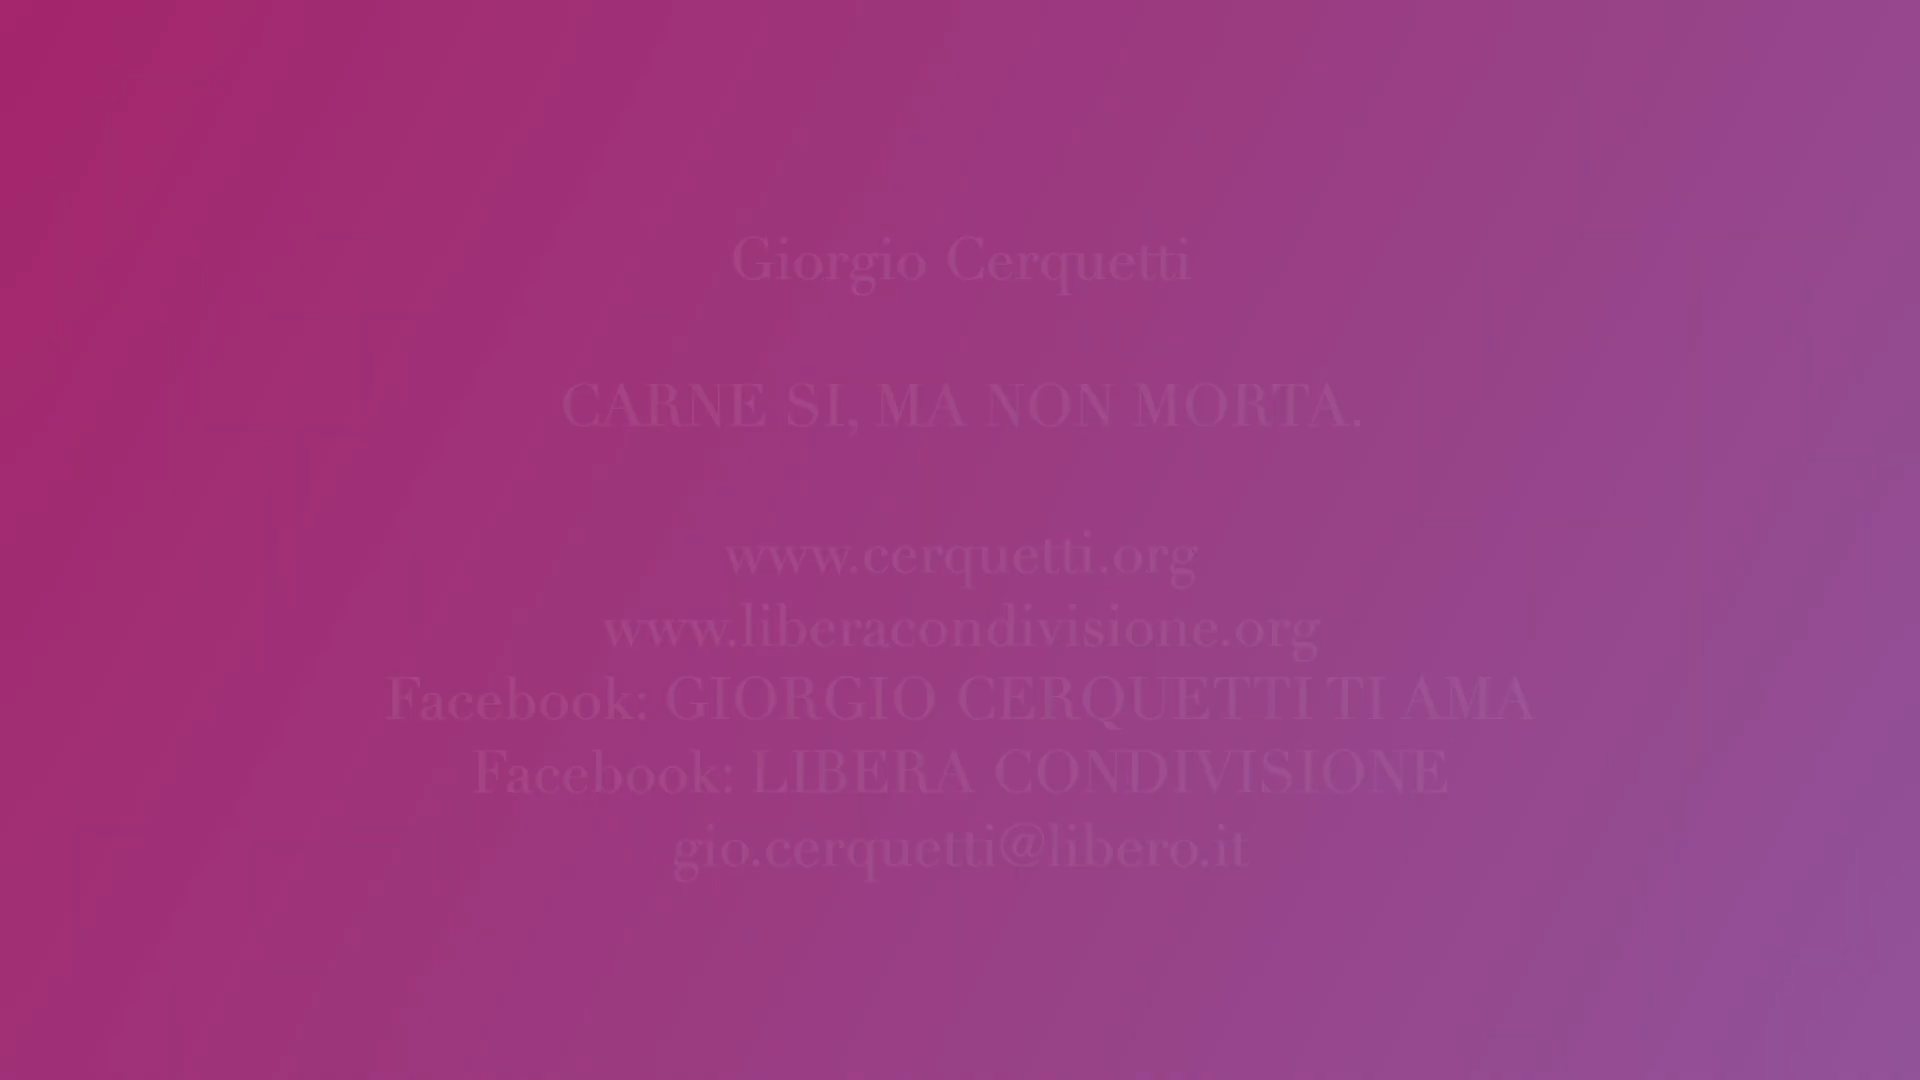 Giorgio Cerquetti
CARNE SI, MA NON MORTA.
www.cerquetti.org
www.liberacondivisione.org
Facebook: GIORGIO CERQUETTI TI AMA
Facebook: LIBERA CONDIVISIONE
gio.cerquetti@libero.it